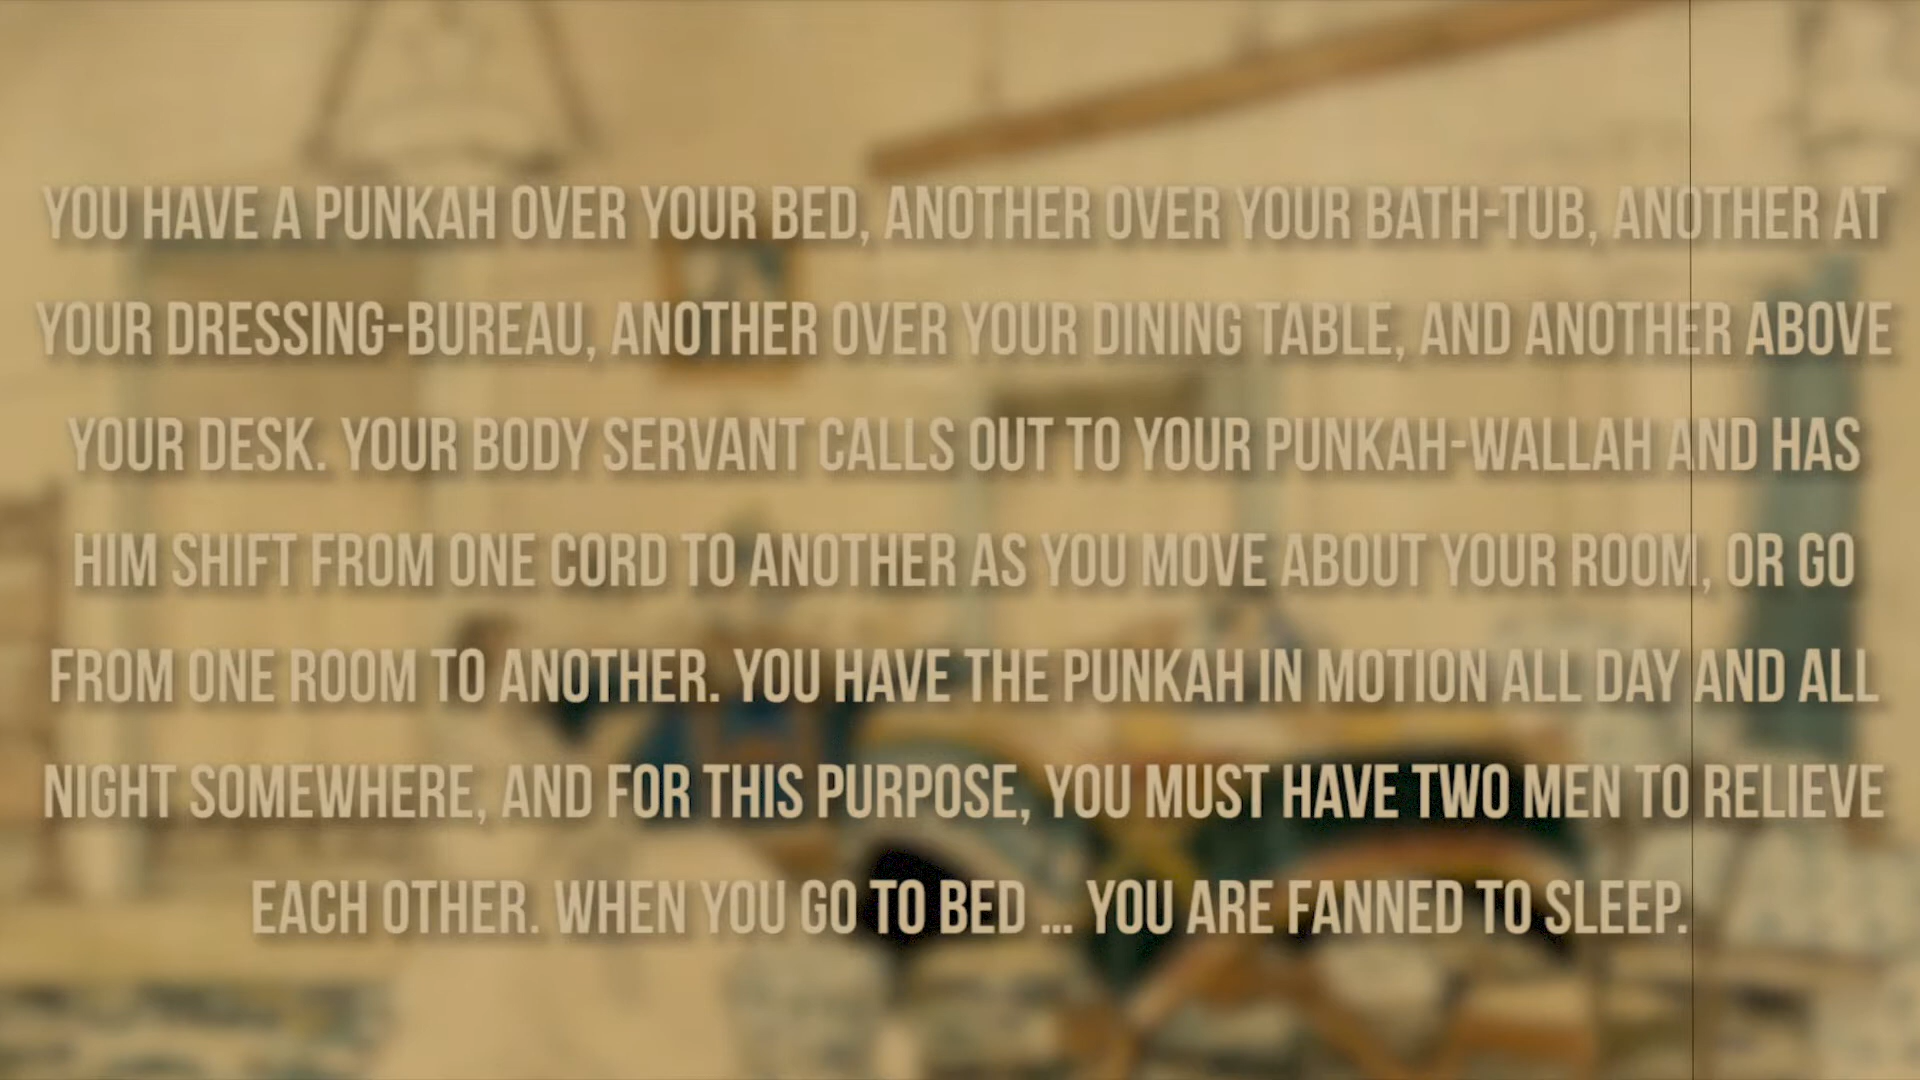 YOU HAVE A PUNKAH OVER YOUR BED, ANOTHER OVER YOUR BATH-TUB, ANOTHER AT
YOUR DRESSING-BUREAU, ANOTHER OVER YOUR DINING TABLE, AND ANOTHER ABOVE
YOUR DESK. YOUR BODY SERVANT CALLS OUT TO YOUR PUNKAH-WALLAH AND HAS
HIM SHIFT FROM ONE CORD TO ANOTHER AS YOU MOVE ABOUT YOUR ROOM, OR GO
FROM ONE ROOM TO ANOTHER. YOU HAVE THE PUNKAH IN MOTION ALL DAY AND ALL
NIGHT SOMEWHERE, AND FOR THIS PURPOSE, YOU MUST HAVE TWO MEN TO RELIEVE
EACH OTHER. WHEN YOU GO TO BED ... YOU ARE FANNED TO SLEEP.